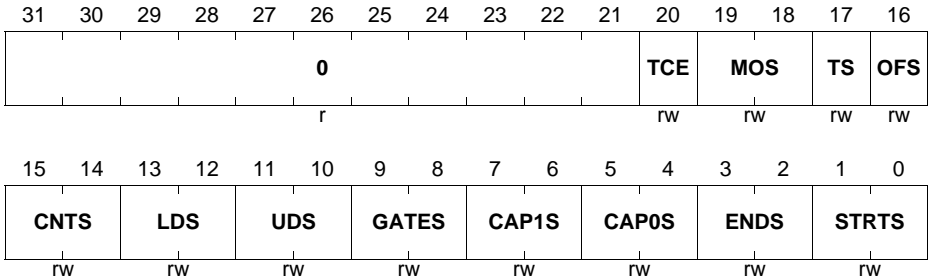 31 30 29 28 27 26 25 24 23 22 21 20 19 18 17 16
0 TCE MOS TS OFS
r rw rw rw rw
15 14 13 12 11 10 9 8 7 6 5 4 3 2 1 0
CNTS LDS UDS GATES CAP1S CAP0S ENDS STRTS
rw rw rw rw rw rw rw rw